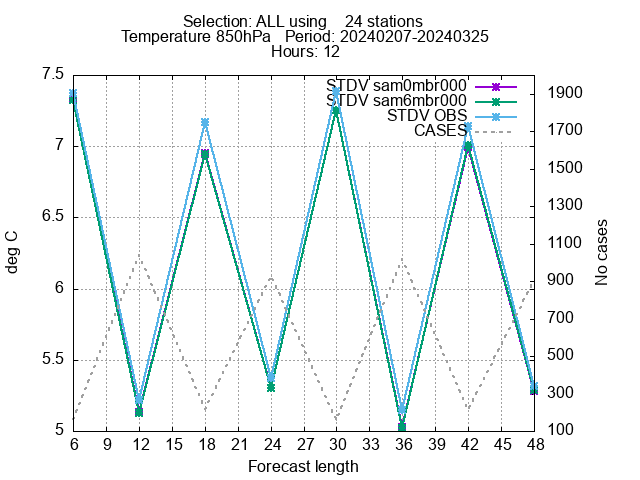 Selection: ALL using    24 stations
Temperature 850hPa   Period: 20240207-20240325
Hours: 12
STDV sam0mbr000
STDV sam6mbr000
STDV OBS
CASES
7.5
7
6.5
6
5.5
5
deg C
1900
1700
1500
1300
1100
900
700
500
300
100
No cases
6 9 12 15 18 21 24 27 30 33 36 39 42 45 48
Forecast length